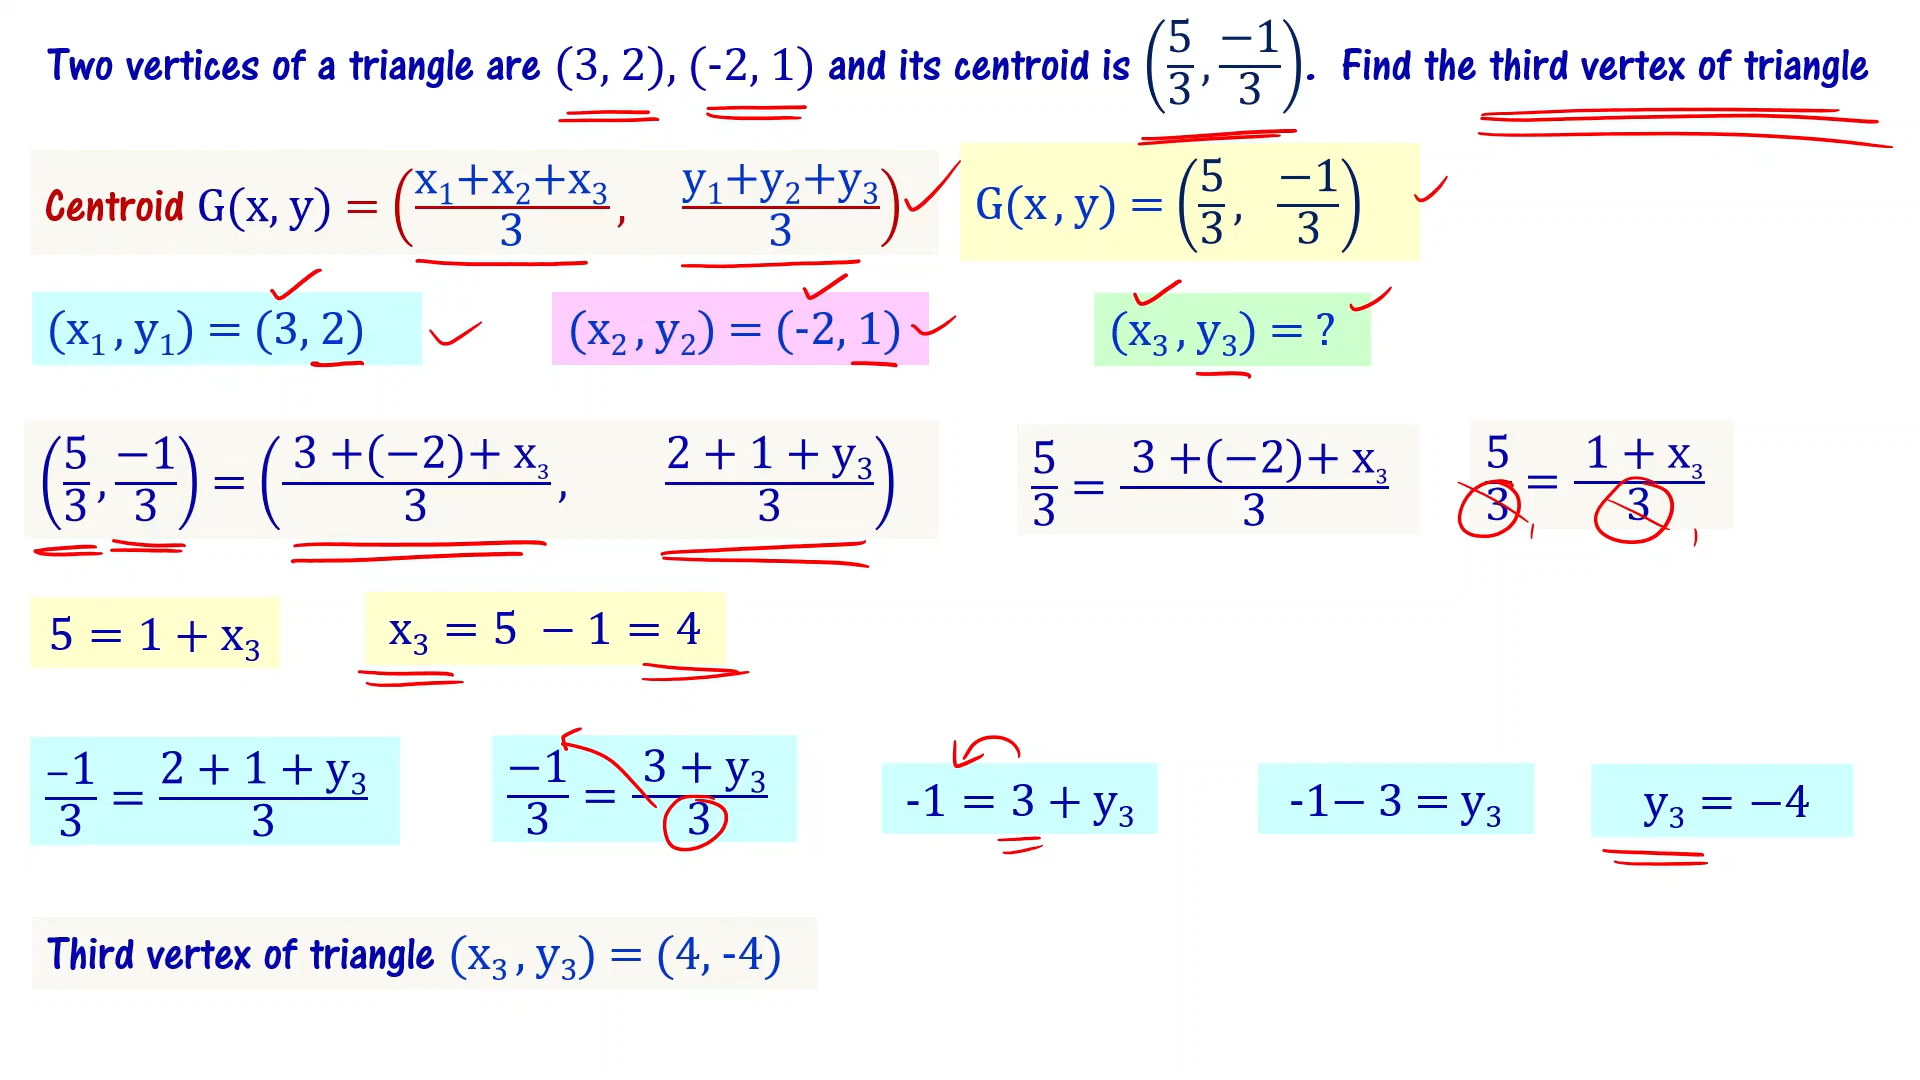 Two vertices of a triangle are (3, 2), (-2, 1) and its centroid is (5/3, −1/3). Find the third vertex of triangle
Centroid G(x, y) = ((x₁+x₂+x₃)/3, (y₁+y₂+y₃)/3) G(x, y) = (5/3, −1/3)
(x₁, y₁) = (3, 2) (x₂, y₂) = (-2, 1) (x₃, y₃) = ?
(5/3, −1/3) = ((3 +(−2)+ x₃)/3, (2 + 1 + y₃)/3) 5/3 = (3 +(−2)+ x₃)/3 5/3 = (1 + x₃)/3
5 = 1 + x₃ x₃ = 5 − 1 = 4
−1/3 = (2 + 1 + y₃)/3 −1/3 = (3 + y₃)/3 -1 = 3 + y₃ -1− 3 = y₃ y₃ = −4
Third vertex of triangle (x₃, y₃) = (4, -4)